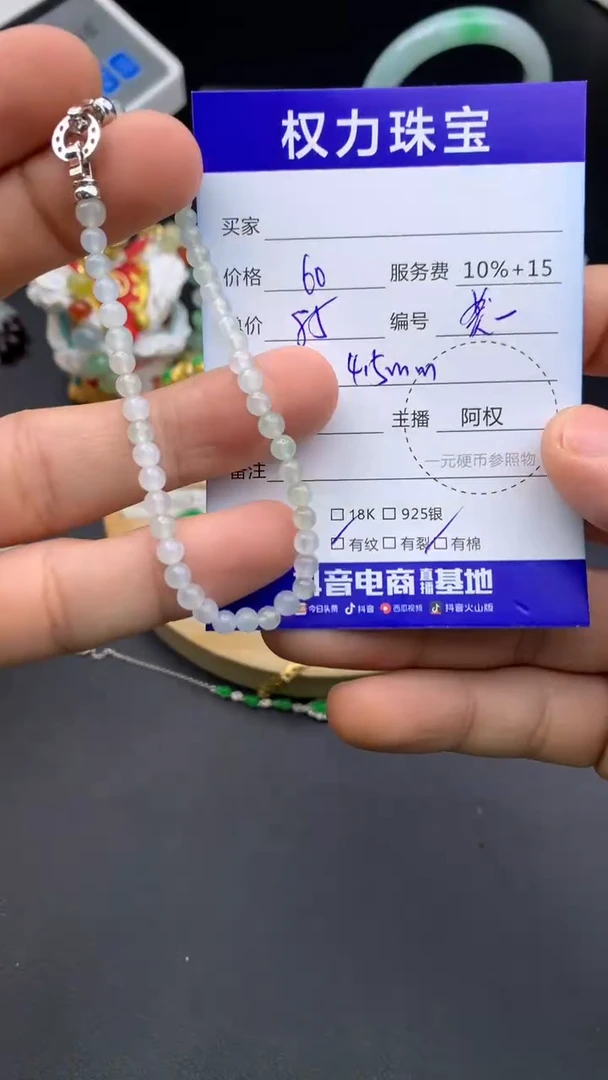 权力珠宝
买家
价格 60 服务费 10%+15
价 85 编号 一
4.5mm
主播 阿权
一元硬币参照物
备注
18K 925银
有纹 有裂 有棉
抖音电商直播基地
今日头条 抖音 西瓜视频 抖音火山版